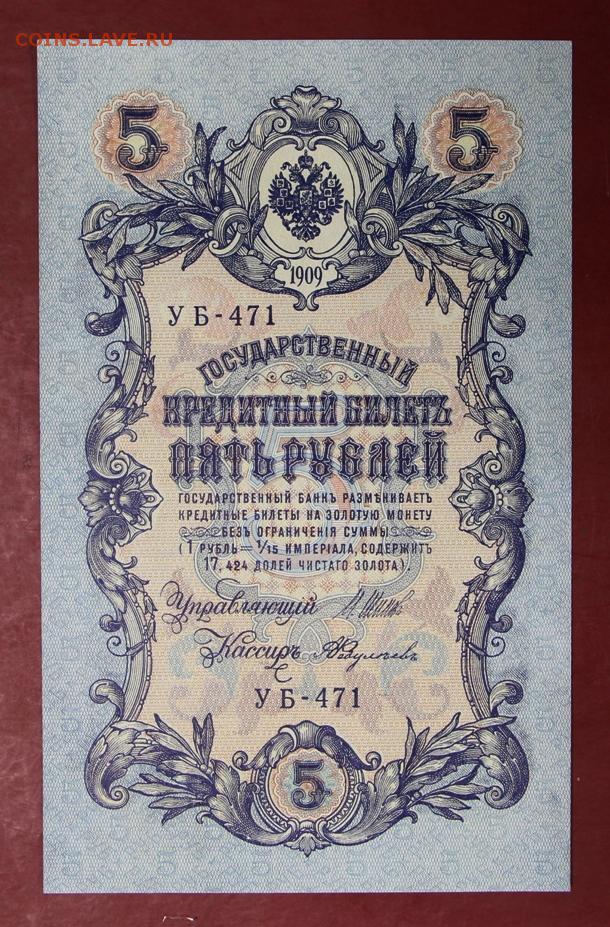 COINS.LAVE.RU
5 5
1909
УБ-471
ГОСУДАРСТВЕННЫЙ
КРЕДИТНЫЙ БИЛЕТЪ
ПЯТЬ РУБЛЕЙ
ГОСУДАРСТВЕННЫЙ БАНКЪ РАЗМѢНИВАЕТЪ
КРЕДИТНЫЕ БИЛЕТЫ НА ЗОЛОТУЮ МОНЕТУ
БЕЗЪ ОГРАНИЧЕНІЯ СУММЫ
(1 РУБЛЬ = 1/15 ИМПЕРІАЛА, СОДЕРЖИТЪ
17,424 ДОЛЕЙ ЧИСТАГО ЗОЛОТА).
Управляющій
Кассиръ
УБ-471
5